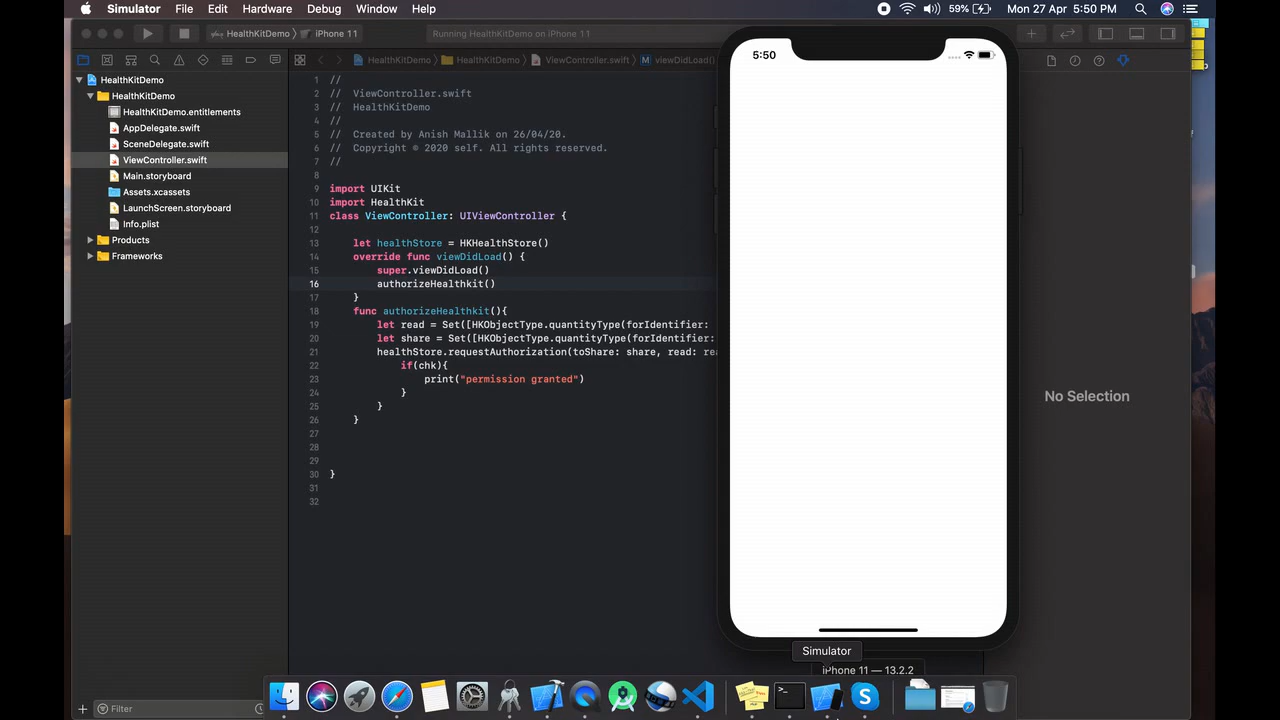 Simulator File Edit Hardware Debug Window Help 59% Mon 27 Apr 5:50 PM
HealthKitDemo iPhone 11 Running HealthKitDemo on iPhone 11
HealthKitDemo HealthKitDemo ViewController.swift M viewDidLoad()
HealthKitDemo
HealthKitDemo
HealthKitDemo.entitlements
AppDelegate.swift
SceneDelegate.swift
ViewController.swift
Main.storyboard
Assets.xcassets
LaunchScreen.storyboard
Info.plist
Products
Frameworks
Filter
1 //
2 // ViewController.swift
3 // HealthKitDemo
4 //
5 // Created by Anish Mallik on 26/04/20.
6 // Copyright © 2020 self. All rights reserved.
7 //
8
9 import UIKit
10 import HealthKit
11 class ViewController: UIViewController {
12
13 let healthStore = HKHealthStore()
14 override func viewDidLoad() {
15 super.viewDidLoad()
16 authorizeHealthkit()
17 }
18 func authorizeHealthkit(){
19 let read = Set([HKObjectType.quantityType(forIdentifier:
20 let share = Set([HKObjectType.quantityType(forIdentifier:
21 healthStore.requestAuthorization(toShare: share, read: rea
22 if(chk){
23 print("permission granted")
24 }
25 }
26 }
27
28
29
30 }
31
32
5:50
No Selection
Simulator
iPhone 11 — 13.2.2